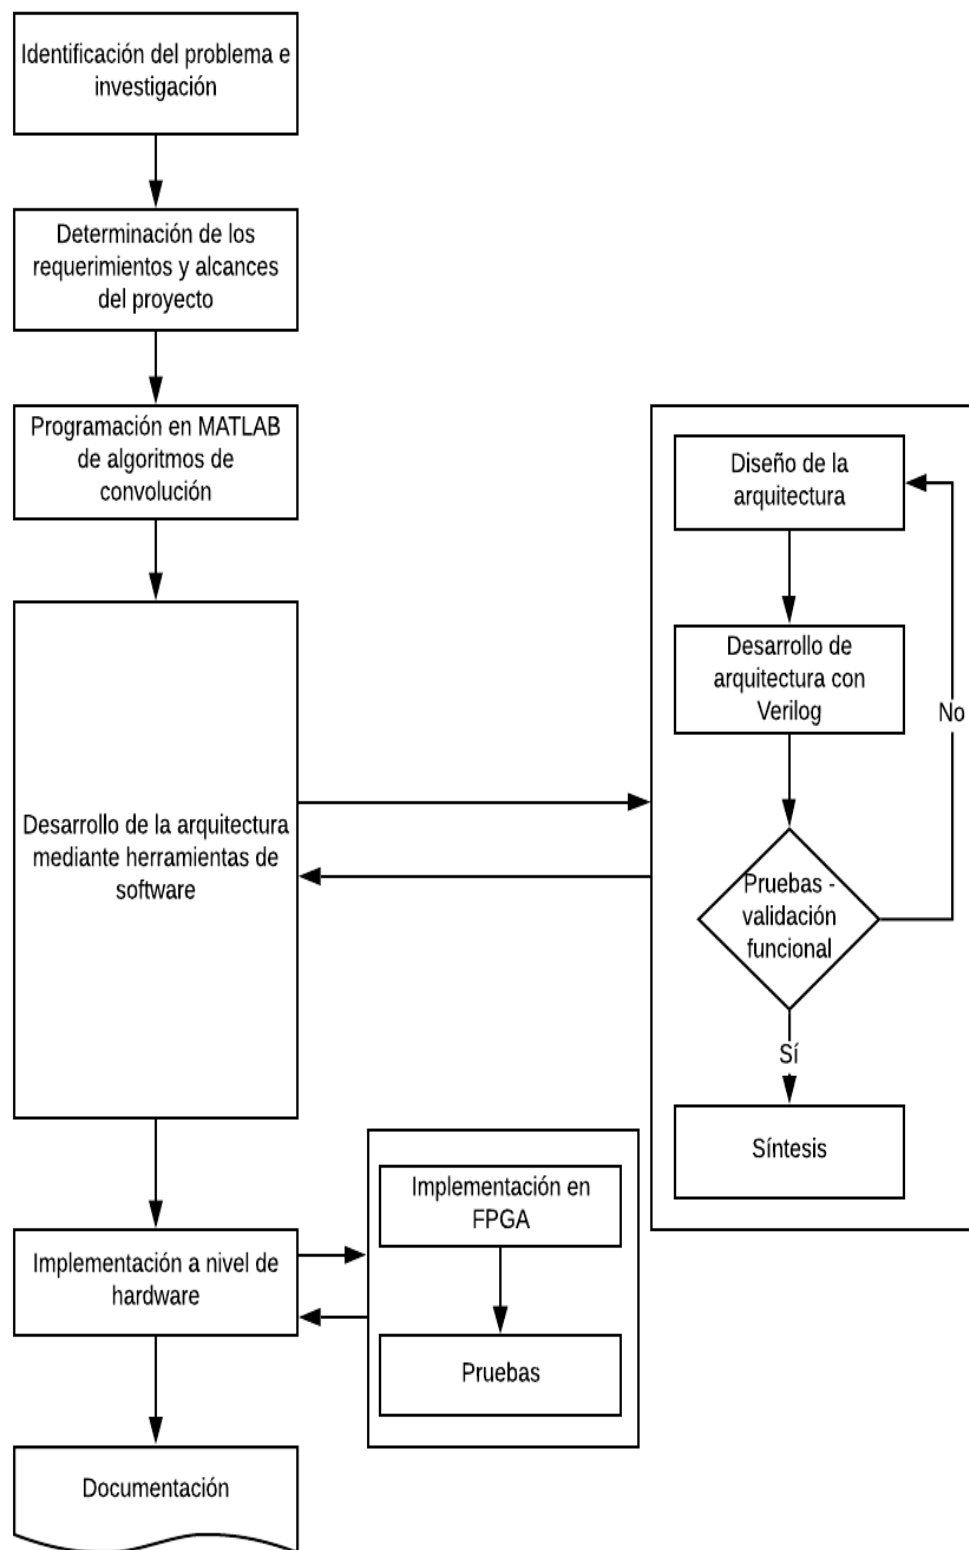 Identificación del problema e
investigación
Determinación de los
requerimientos y alcances
del proyecto
Programación en MATLAB
de algoritmos de
convolución
Desarrollo de la arquitectura
mediante herramientas de
software
Diseño de la
arquitectura
Desarrollo de
arquitectura con
Verilog
No
Pruebas -
validación
funcional
Sí
Síntesis
Implementación a nivel de
hardware
Implementación en
FPGA
Pruebas
Documentación